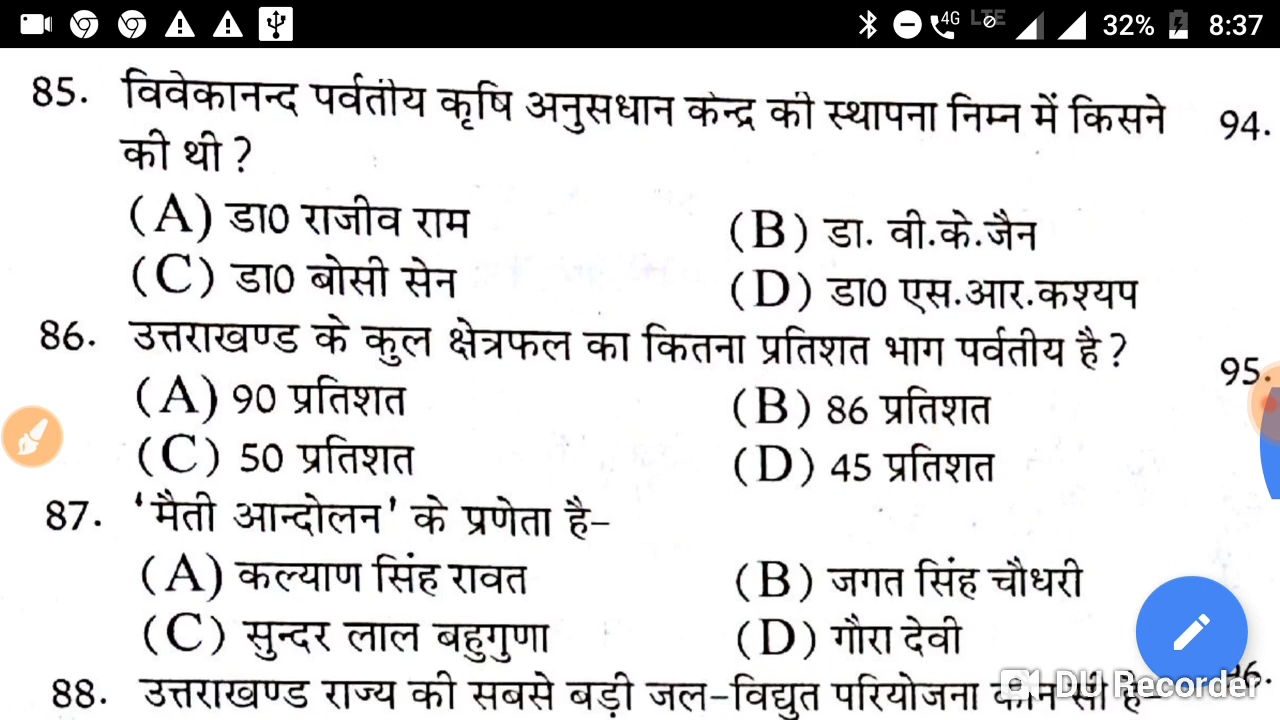 4G LTE 32% 8:37
85. विवेकानन्द पर्वतीय कृषि अनुसधान केन्द्र की स्थापना निम्न में किसने
की थी ?
(A) डा0 राजीव राम (B) डा. वी.के.जैन
(C) डा0 बोसी सेन (D) डा0 एस.आर.कश्यप
86. उत्तराखण्ड के कुल क्षेत्रफल का कितना प्रतिशत भाग पर्वतीय है ?
(A) 90 प्रतिशत (B) 86 प्रतिशत
(C) 50 प्रतिशत (D) 45 प्रतिशत
87. 'मैती आन्दोलन' के प्रणेता है–
(A) कल्याण सिंह रावत (B) जगत सिंह चौधरी
(C) सुन्दर लाल बहुगुणा (D) गौरा देवी
88. उत्तराखण्ड राज्य की सबसे बड़ी जल-विद्युत परियोजना कौन सी है–
94.
95.
96.
DU Recorder